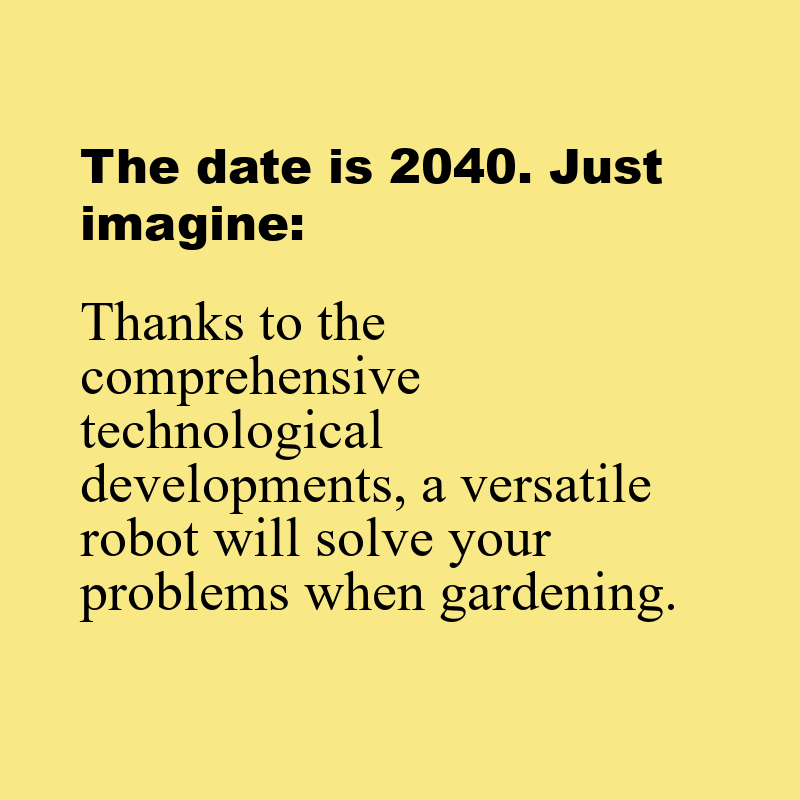 The date is 2040. Just
imagine:
Thanks to the
comprehensive
technological
developments, a versatile
robot will solve your
problems when gardening.